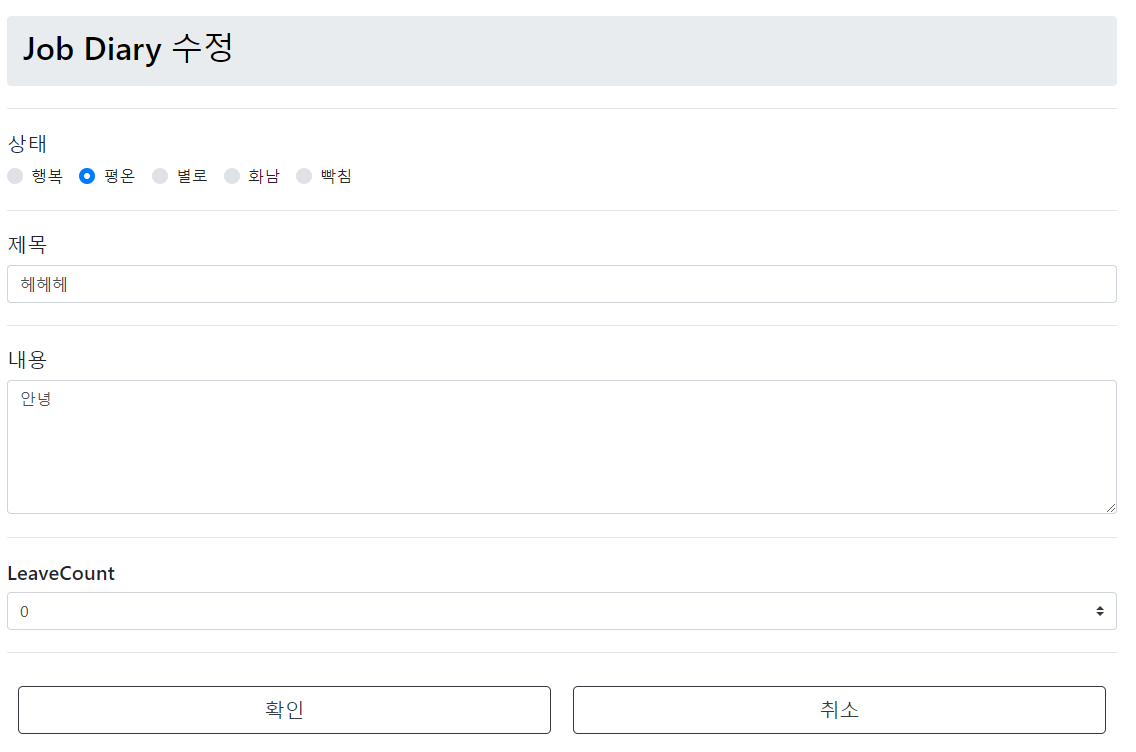 Job Diary 수정
상태
행복 평온 별로 화남 빡침
제목
헤헤헤
내용
안녕
LeaveCount
0
확인 취소